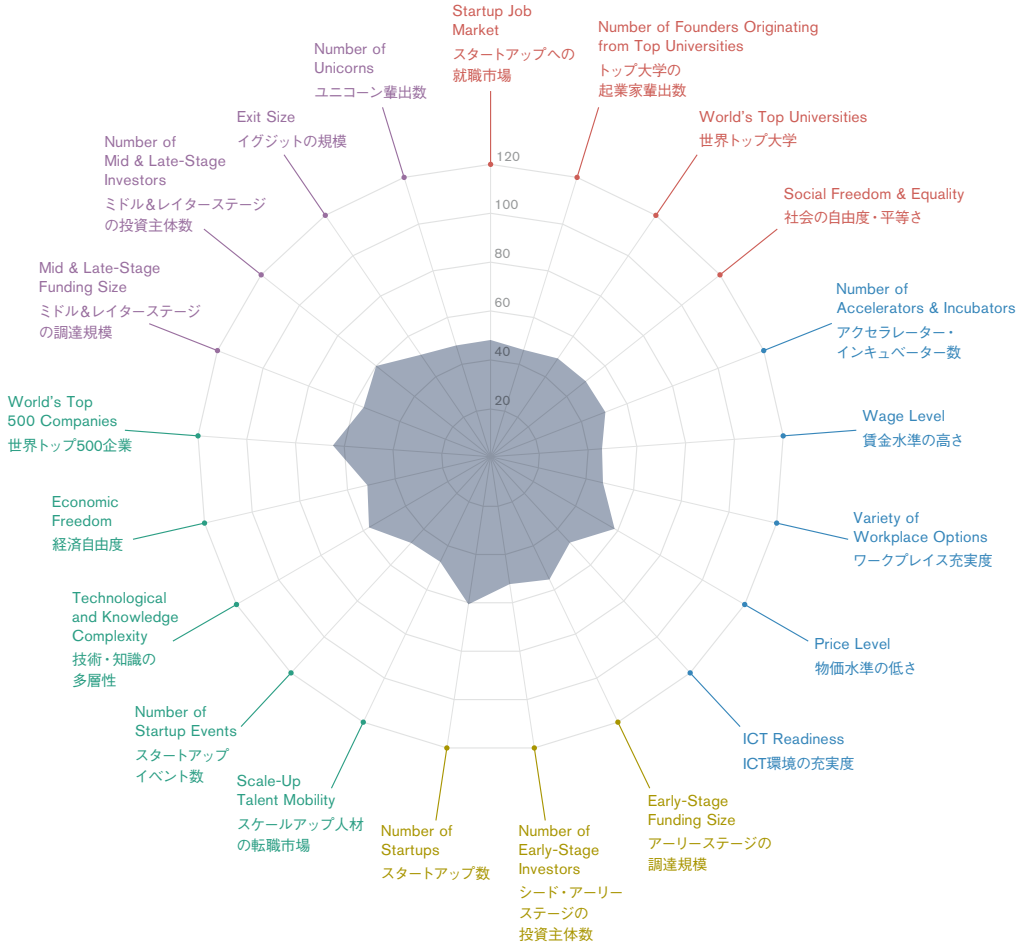 Startup Job
Market
スタートアップへの
就職市場
Number of Founders Originating
from Top Universities
トップ大学の
起業家輩出数
World's Top Universities
世界トップ大学
Social Freedom & Equality
社会の自由度・平等さ
Number of
Accelerators & Incubators
アクセラレーター・
インキュベーター数
Wage Level
賃金水準の高さ
Variety of
Workplace Options
ワークプレイス充実度
Price Level
物価水準の低さ
ICT Readiness
ICT環境の充実度
Early-Stage
Funding Size
アーリーステージの
調達規模
Number of
Early-Stage
Investors
シード・アーリー
ステージの
投資主体数
Number of
Startups
スタートアップ数
Scale-Up
Talent Mobility
スケールアップ人材
の転職市場
Number of
Startup Events
スタートアップ
イベント数
Technological
and Knowledge
Complexity
技術・知識の
多層性
Economic
Freedom
経済自由度
World's Top
500 Companies
世界トップ500企業
Mid & Late-Stage
Funding Size
ミドル＆レイターステージ
の調達規模
Number of
Mid & Late-Stage
Investors
ミドル＆レイターステージ
の投資主体数
Exit Size
イグジットの規模
Number of
Unicorns
ユニコーン輩出数
120
100
80
60
40
20